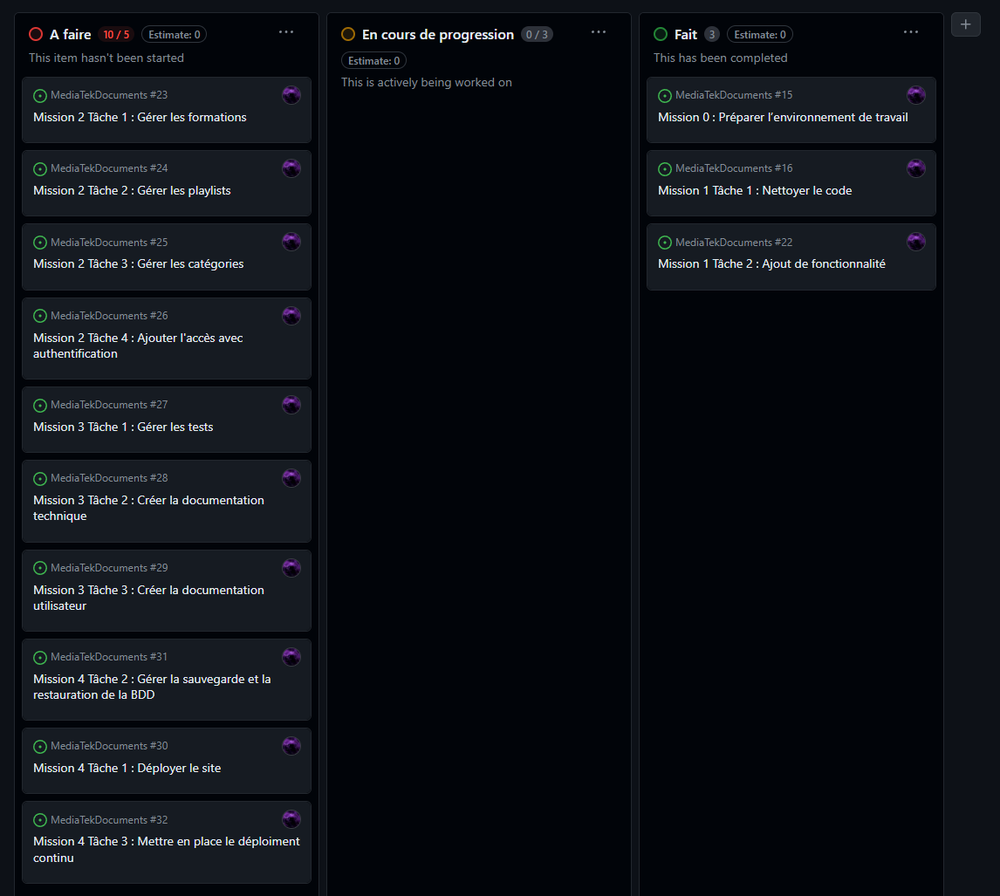 A faire 10 / 5 Estimate: 0
This item hasn't been started
MediaTekDocuments #23
Mission 2 Tâche 1 : Gérer les formations
MediaTekDocuments #24
Mission 2 Tâche 2 : Gérer les playlists
MediaTekDocuments #25
Mission 2 Tâche 3 : Gérer les catégories
MediaTekDocuments #26
Mission 2 Tâche 4 : Ajouter l'accès avec
authentification
MediaTekDocuments #27
Mission 3 Tâche 1 : Gérer les tests
MediaTekDocuments #28
Mission 3 Tâche 2 : Créer la documentation
technique
MediaTekDocuments #29
Mission 3 Tâche 3 : Créer la documentation
utilisateur
MediaTekDocuments #31
Mission 4 Tâche 2 : Gérer la sauvegarde et la
restauration de la BDD
MediaTekDocuments #30
Mission 4 Tâche 1 : Déployer le site
MediaTekDocuments #32
Mission 4 Tâche 3 : Mettre en place le déploiment
continu
En cours de progression 0 / 3
Estimate: 0
This is actively being worked on
Fait 3 Estimate: 0
This has been completed
MediaTekDocuments #15
Mission 0 : Préparer l'environnement de travail
MediaTekDocuments #16
Mission 1 Tâche 1 : Nettoyer le code
MediaTekDocuments #22
Mission 1 Tâche 2 : Ajout de fonctionnalité